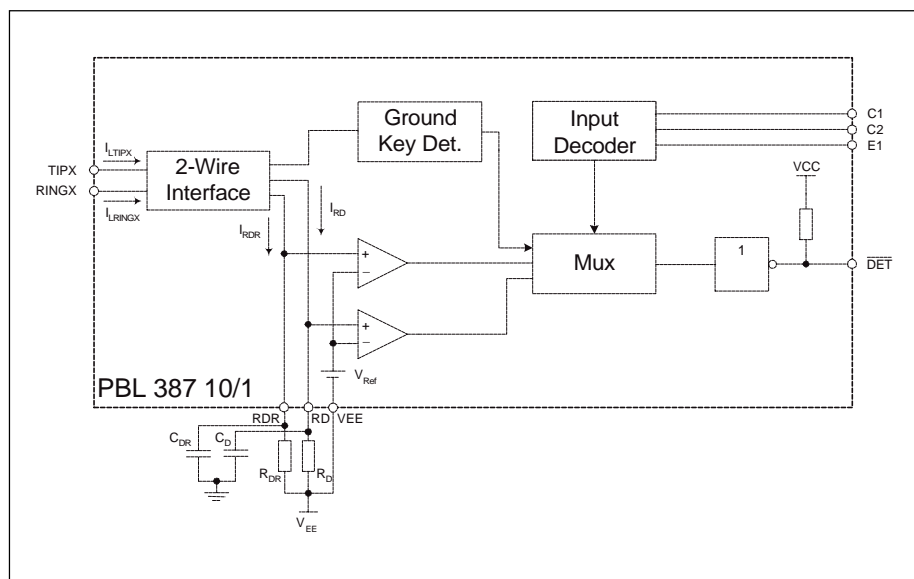 Ground
Key Det.
Input
Decoder
C1
C2
E1
I_LTIPX
TIPX
2-Wire
Interface
RINGX
I_LRINGX
I_RDR
I_RD
VCC
+
−
Mux
1
DET
+
−
V_Ref
PBL 387 10/1
RDR
RD
VEE
C_DR
C_D
R_DR
R_D
V_EE